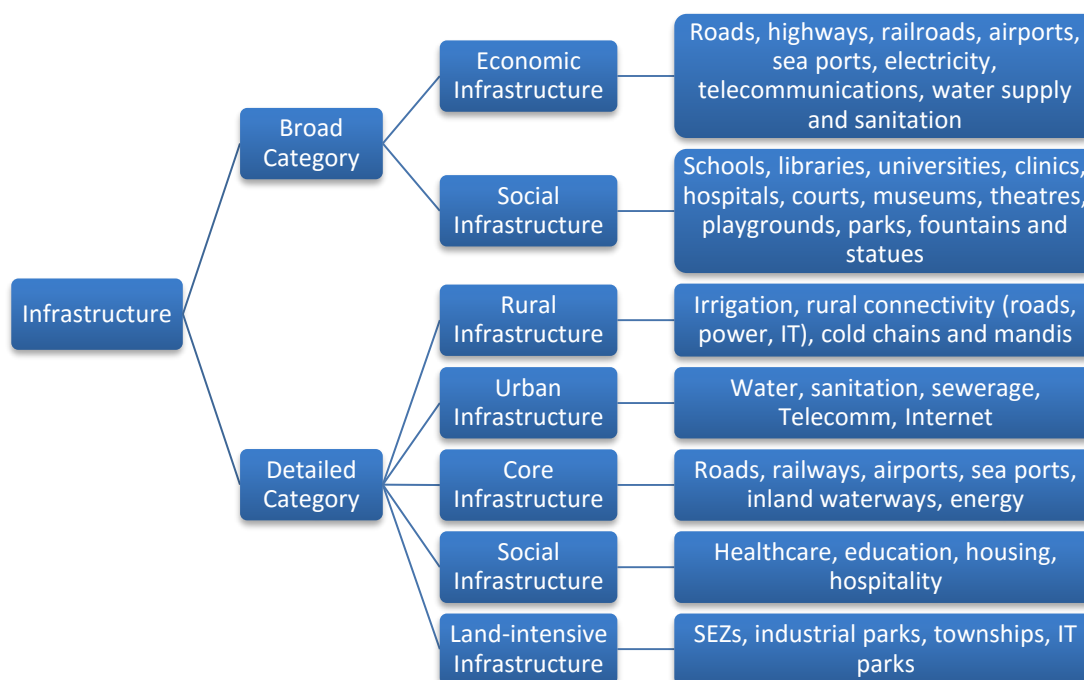 Infrastructure
Broad
Category
Economic
Infrastructure
Roads, highways, railroads, airports,
sea ports, electricity,
telecommunications, water supply
and sanitation
Social
Infrastructure
Schools, libraries, universities, clinics,
hospitals, courts, museums, theatres,
playgrounds, parks, fountains and
statues
Detailed
Category
Rural
Infrastructure
Irrigation, rural connectivity (roads,
power, IT), cold chains and mandis
Urban
Infrastructure
Water, sanitation, sewerage,
Telecomm, Internet
Core
Infrastructure
Roads, railways, airports, sea ports,
inland waterways, energy
Social
Infrastructure
Healthcare, education, housing,
hospitality
Land-intensive
Infrastructure
SEZs, industrial parks, townships, IT
parks